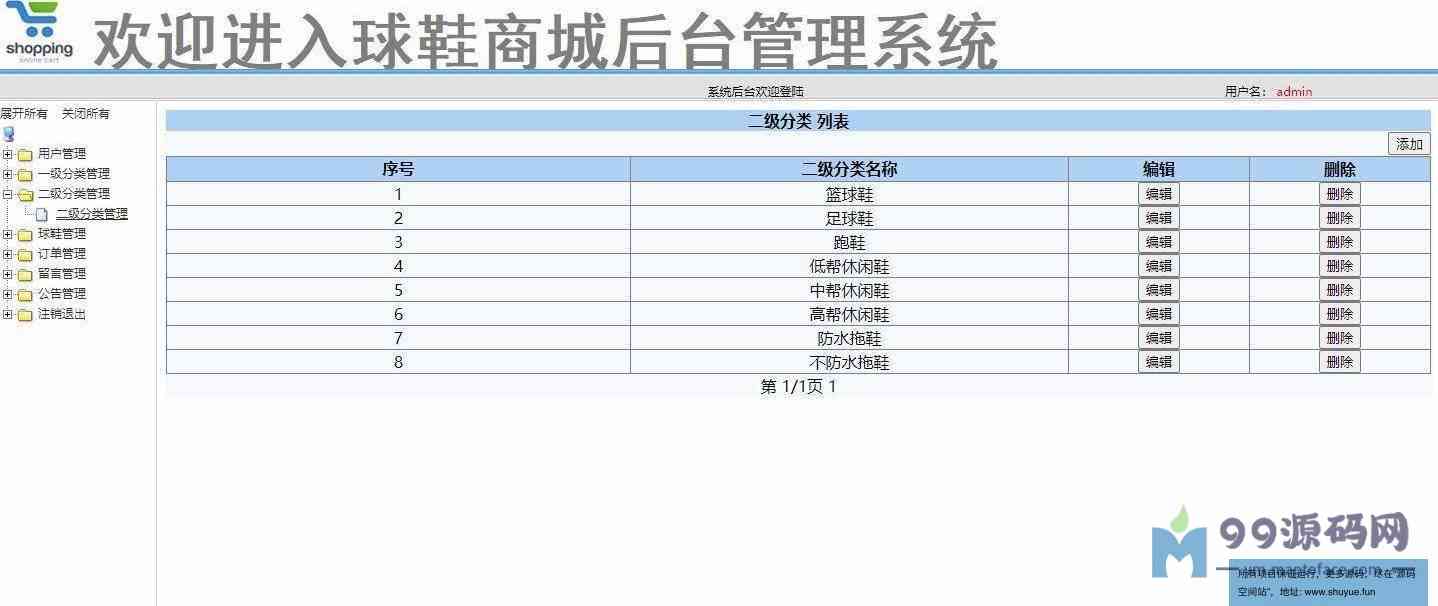 shopping
online cart
欢迎进入球鞋商城后台管理系统
系统后台欢迎登陆 用户名： admin
展开所有 关闭所有
用户管理
一级分类管理
二级分类管理
二级分类管理
球鞋管理
订单管理
留言管理
公告管理
注销退出
二级分类 列表
添加
序号 二级分类名称 编辑 删除
1 篮球鞋 编辑 删除
2 足球鞋 编辑 删除
3 跑鞋 编辑 删除
4 低帮休闲鞋 编辑 删除
5 中帮休闲鞋 编辑 删除
6 高帮休闲鞋 编辑 删除
7 防水拖鞋 编辑 删除
8 不防水拖鞋 编辑 删除
第 1/1页 1
99源码网
所有项目保证运行，更多源码，尽在"源码
空间站"，地址: www.shuyue.fun